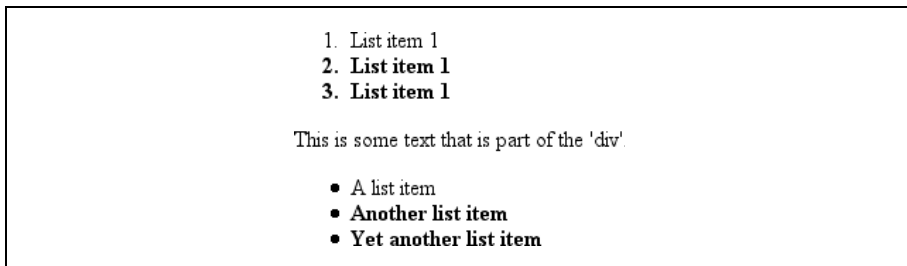 1. List item 1
2. List item 1
3. List item 1
This is some text that is part of the 'div'.
• A list item
• Another list item
• Yet another list item